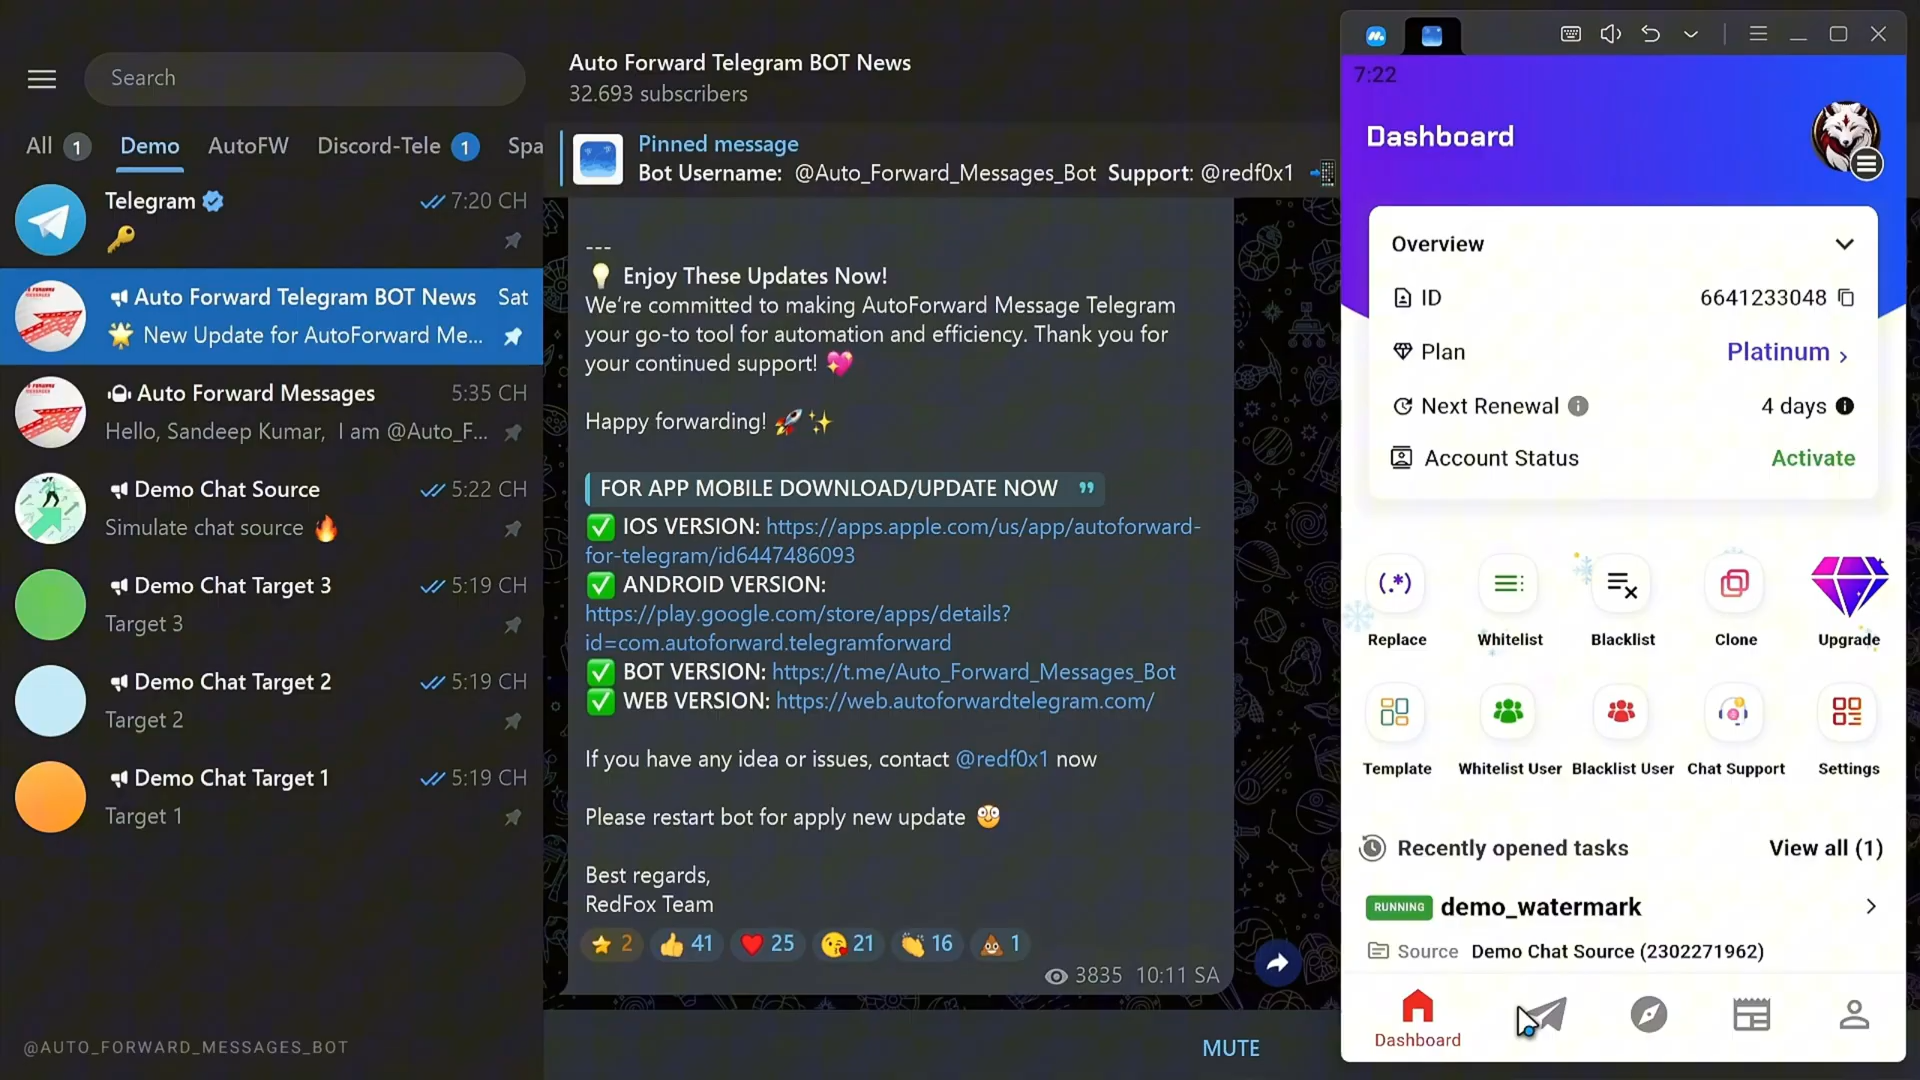 Search
All 1 Demo AutoFW Discord-Tele 1 Spa
Telegram 7:20 CH
Auto Forward Telegram BOT News Sat
New Update for AutoForward Me...
Auto Forward Messages 5:35 CH
Hello, Sandeep Kumar, I am @Auto_F...
Demo Chat Source 5:22 CH
Simulate chat source
Demo Chat Target 3 5:19 CH
Target 3
Demo Chat Target 2 5:19 CH
Target 2
Demo Chat Target 1 5:19 CH
Target 1
@AUTO_FORWARD_MESSAGES_BOT
Auto Forward Telegram BOT News
32.693 subscribers
Pinned message
Bot Username: @Auto_Forward_Messages_Bot Support: @redf0x1
---
Enjoy These Updates Now!
We’re committed to making AutoForward Message Telegram
your go-to tool for automation and efficiency. Thank you for
your continued support! 💖
Happy forwarding! 🚀 ✨
FOR APP MOBILE DOWNLOAD/UPDATE NOW
✅ IOS VERSION: https://apps.apple.com/us/app/autoforward-
for-telegram/id6447486093
✅ ANDROID VERSION:
https://play.google.com/store/apps/details?
id=com.autoforward.telegramforward
✅ BOT VERSION: https://t.me/Auto_Forward_Messages_Bot
✅ WEB VERSION: https://web.autoforwardtelegram.com/
If you have any idea or issues, contact @redf0x1 now
Please restart bot for apply new update
Best regards,
RedFox Team
2 41 25 21 16 1
3835 10:11 SA
MUTE
7:22
Dashboard
Overview
ID 6641233048
Plan Platinum
Next Renewal 4 days
Account Status Activate
(.*)
Replace Whitelist Blacklist Clone Upgrade
Template Whitelist User Blacklist User Chat Support Settings
Recently opened tasks View all (1)
RUNNING demo_watermark
Source Demo Chat Source (2302271962)
Dashboard